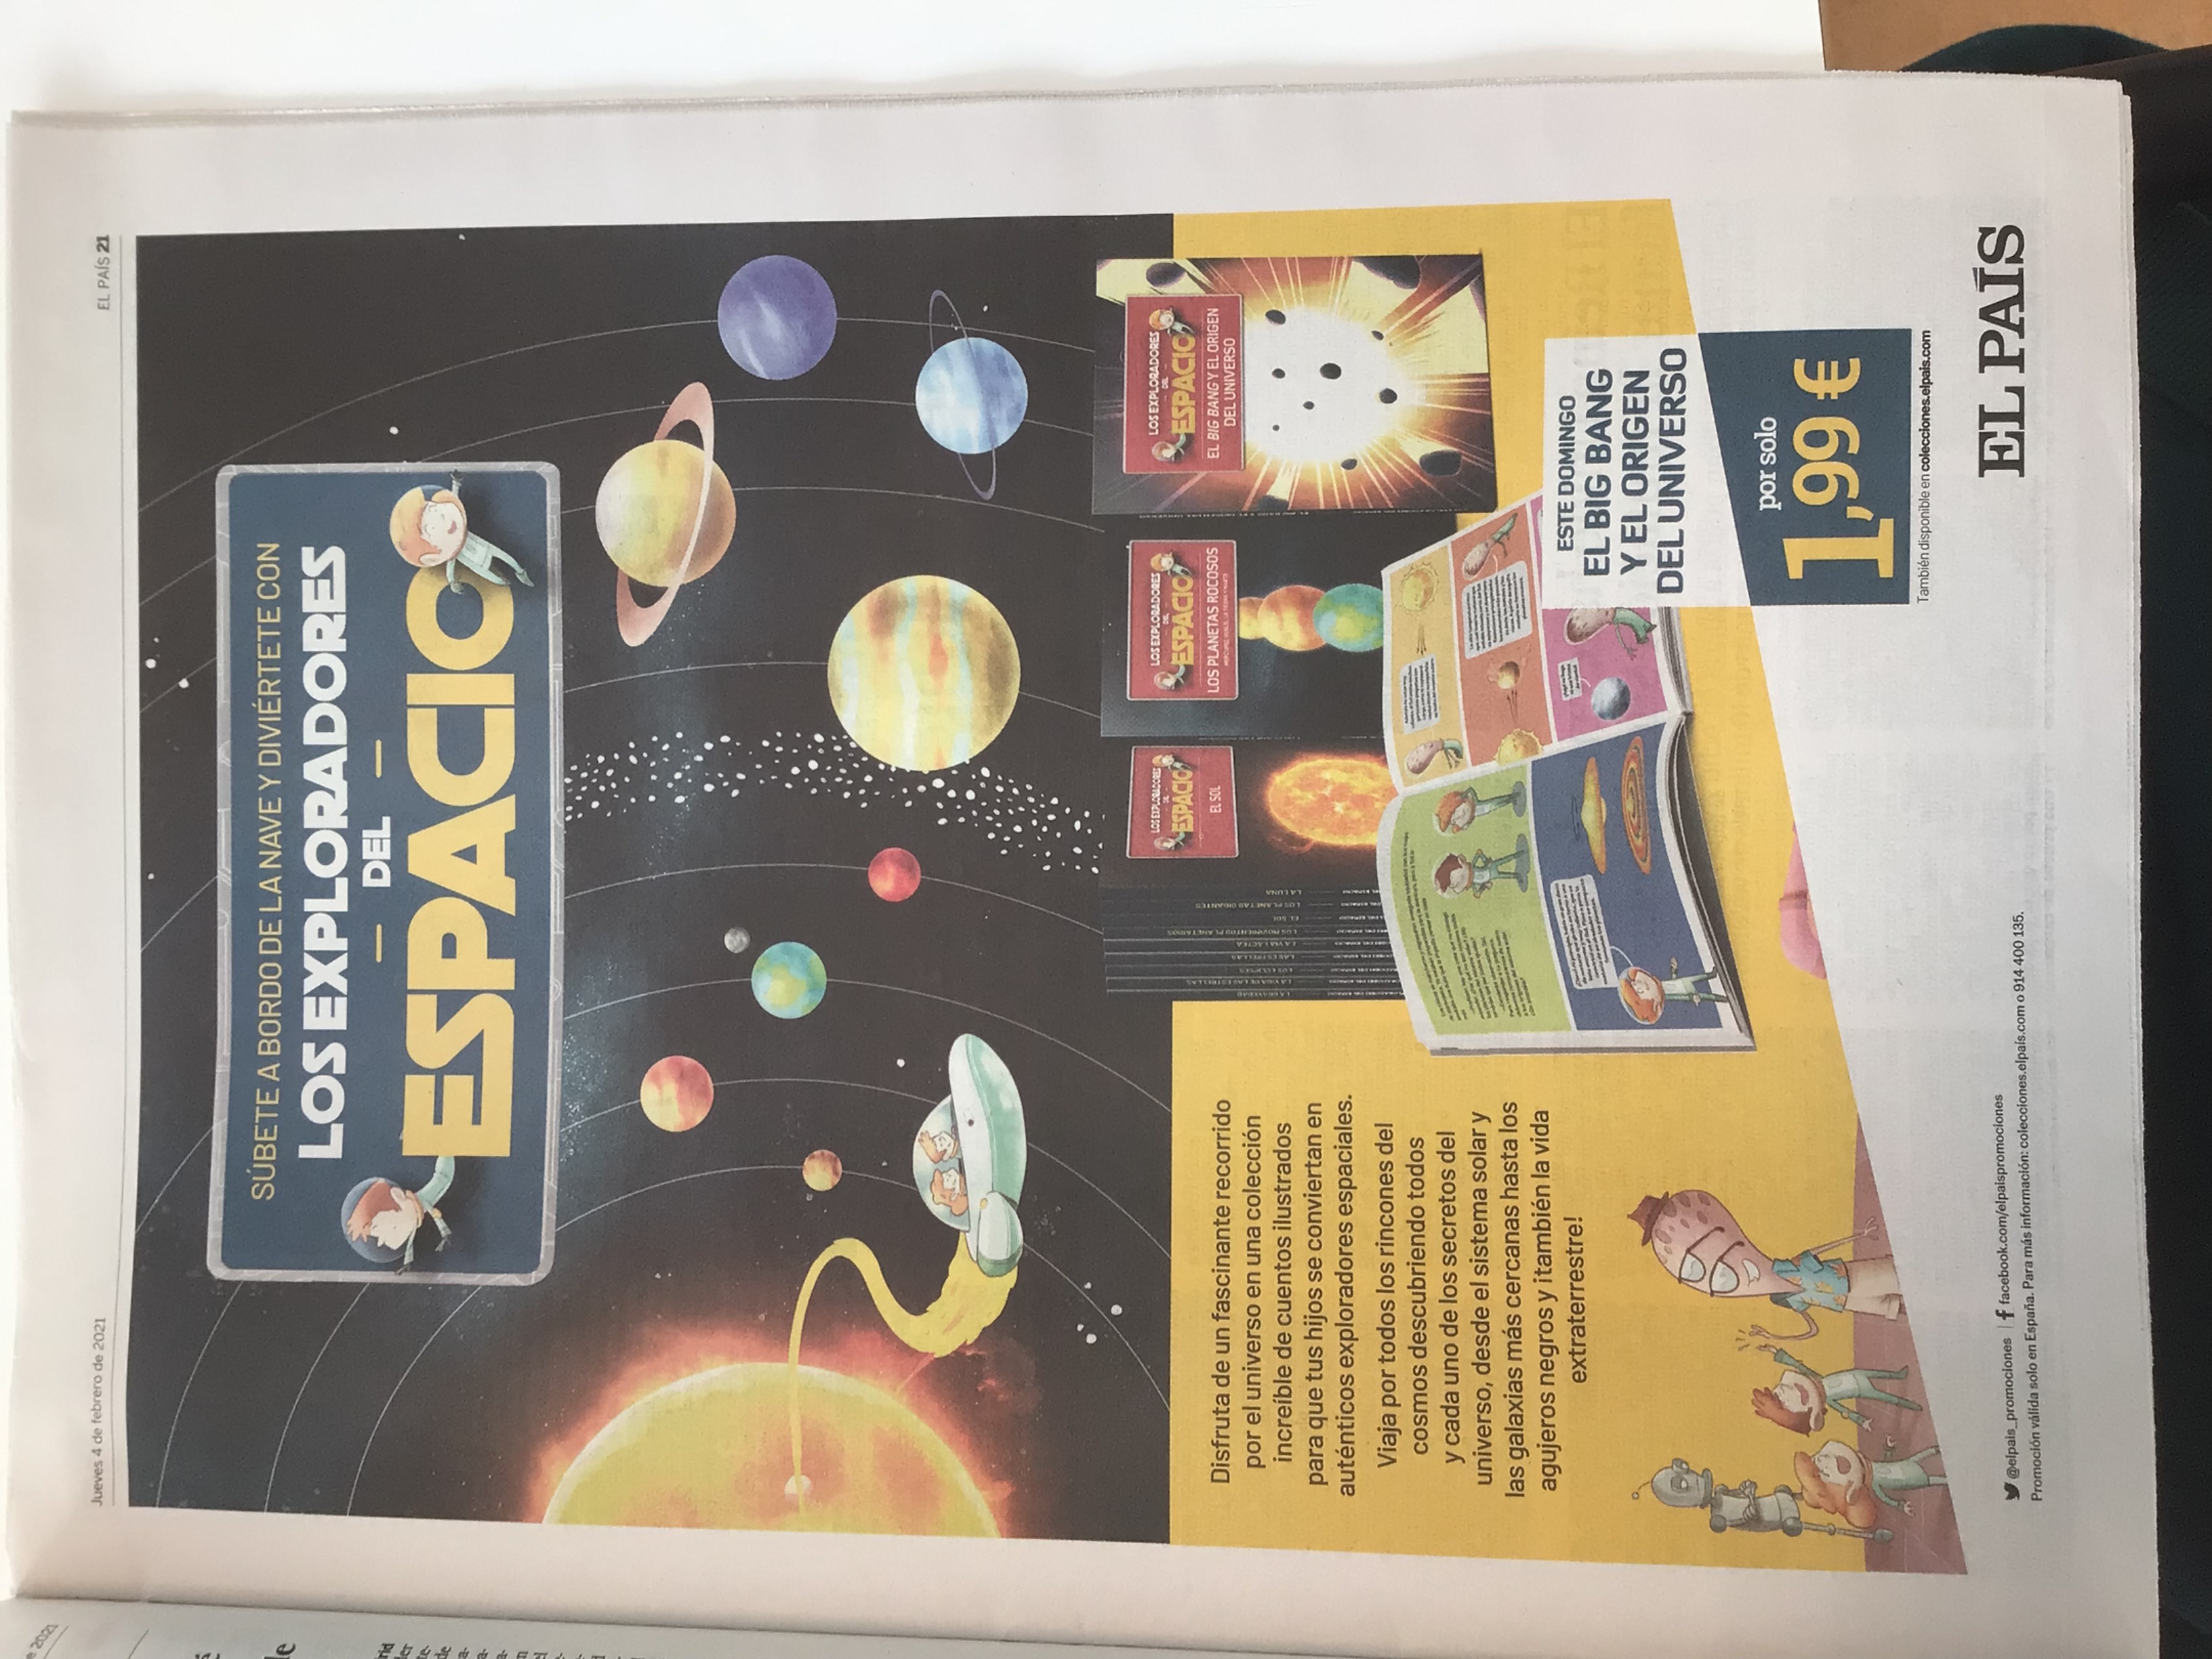 Jueves 4 de febrero de 2021
EL PAÍS 21
SÚBETE A BORDO DE LA NAVE Y DIVIÉRTETE CON
LOS EXPLORADORES
DEL
ESPACIO
Disfruta de un fascinante recorrido
por el universo en una colección
increíble de cuentos ilustrados
para que tus hijos se conviertan en
auténticos exploradores espaciales.
Viaja por todos los rincones del
cosmos descubriendo todos
y cada uno de los secretos del
universo, desde el sistema solar y
las galaxias más cercanas hasta los
agujeros negros y ¡también la vida
extraterrestre!
LA GRAVEDAD
LA VIDA DE LAS ESTRELLAS
LOS ECLIPSES
LAS ESTRELLAS
LA VÍA LÁCTEA
LOS MOVIMIENTOS PLANETARIOS
EL SOL
LOS PLANETAS GIGANTES
LA LUNA
LOS EXPLORADORES
DEL
ESPACIO
EL SOL
LOS EXPLORADORES
DEL
ESPACIO
LOS PLANETAS ROCOSOS
MERCURIO, VENUS, LA TIERRA Y MARTE
LOS EXPLORADORES
DEL
ESPACIO
EL BIG BANG Y EL ORIGEN
DEL UNIVERSO
ESTE DOMINGO
EL BIG BANG
Y EL ORIGEN
DEL UNIVERSO
por solo
1,99 €
También disponible en colecciones.elpais.com
@elpais_promociones | facebook.com/elpaispromociones
Promoción válida solo en España. Para más información: colecciones.elpaís.com o 914 400 135.
EL PAÍS